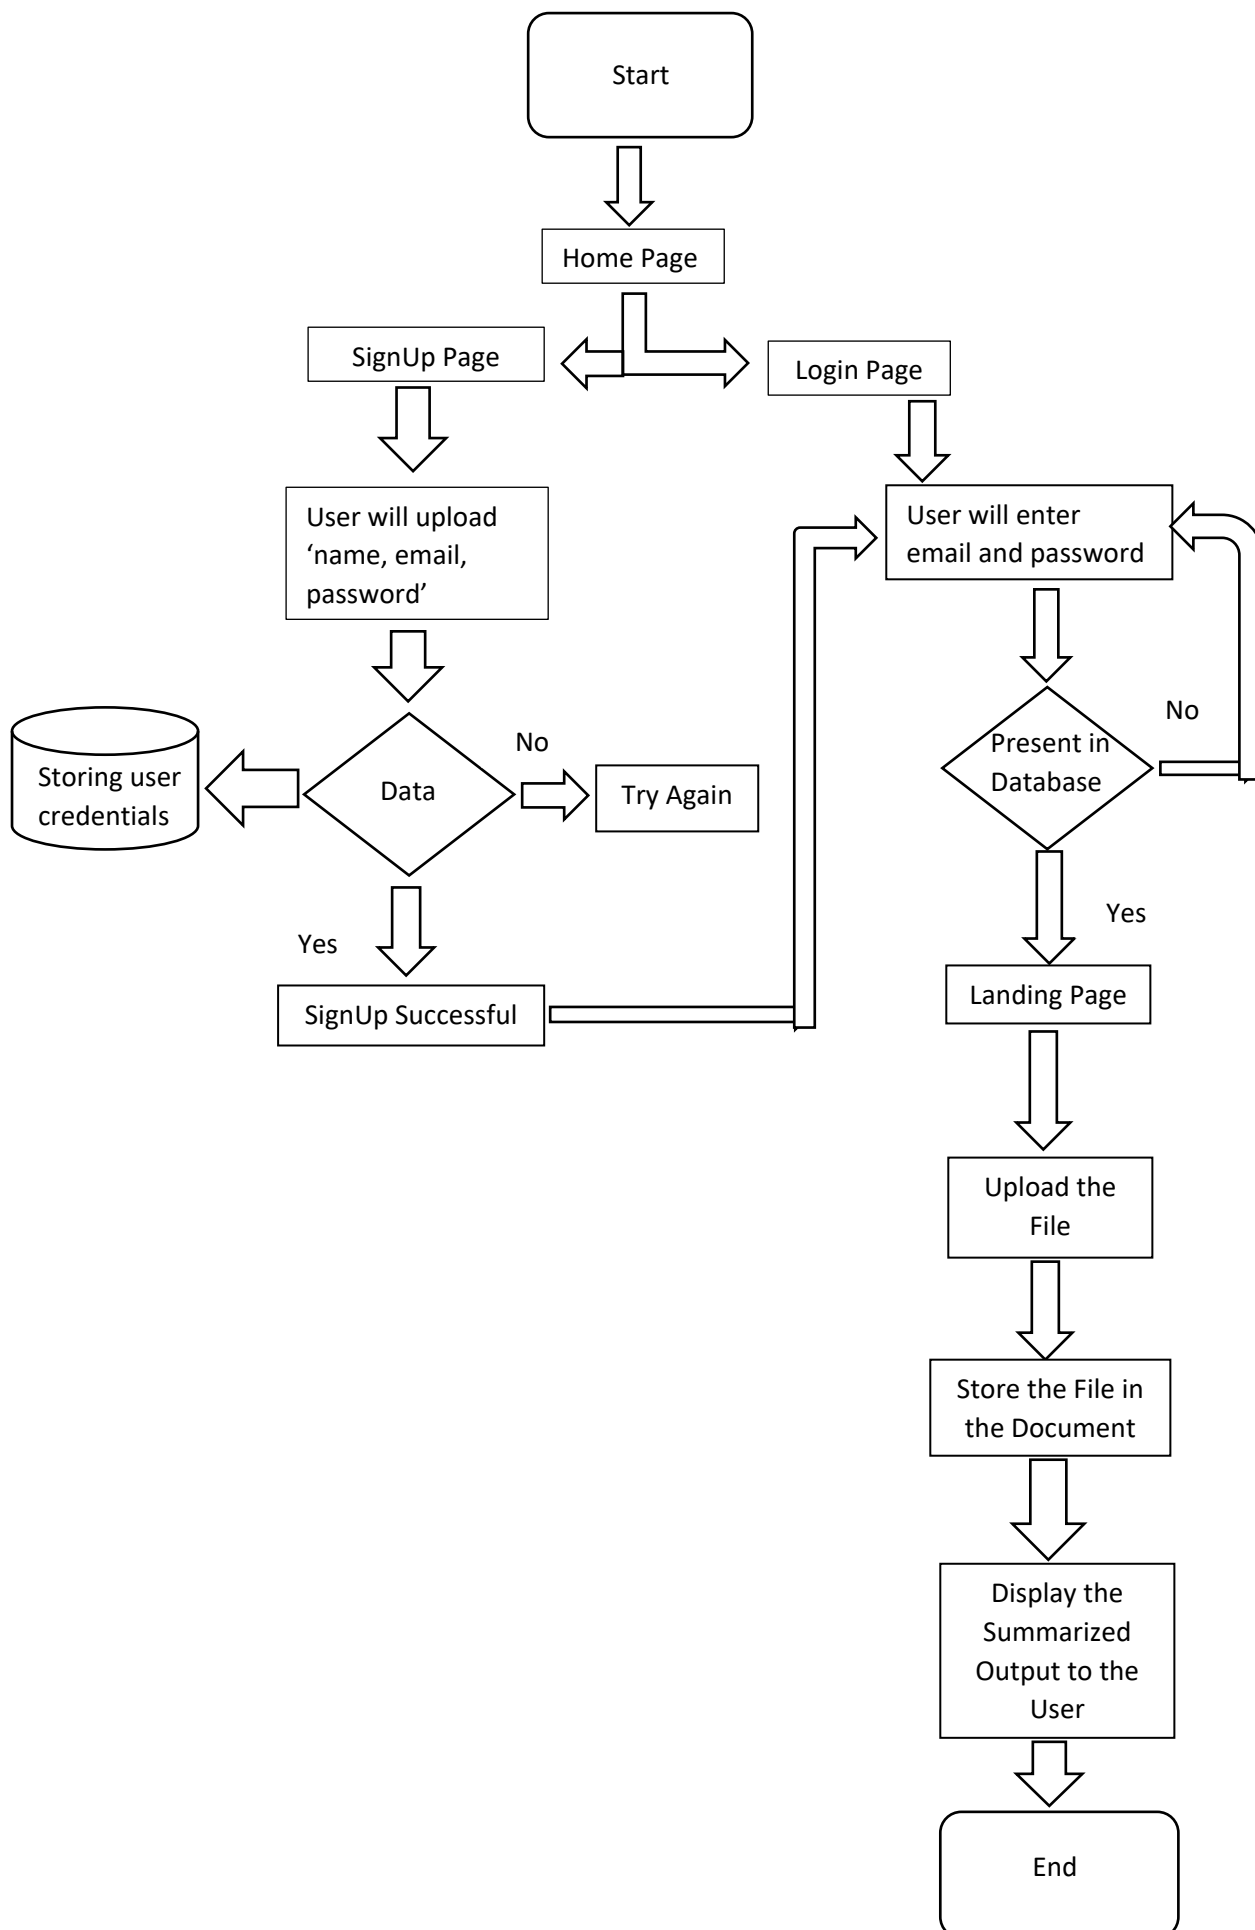 Start
Home Page
SignUp Page
Login Page
User will upload
‘name, email,
password’
User will enter
email and password
No
Present in
Database
No
Storing user
credentials
Data
Try Again
Yes
Yes
SignUp Successful
Landing Page
Upload the
File
Store the File in
the Document
Display the
Summarized
Output to the
User
End